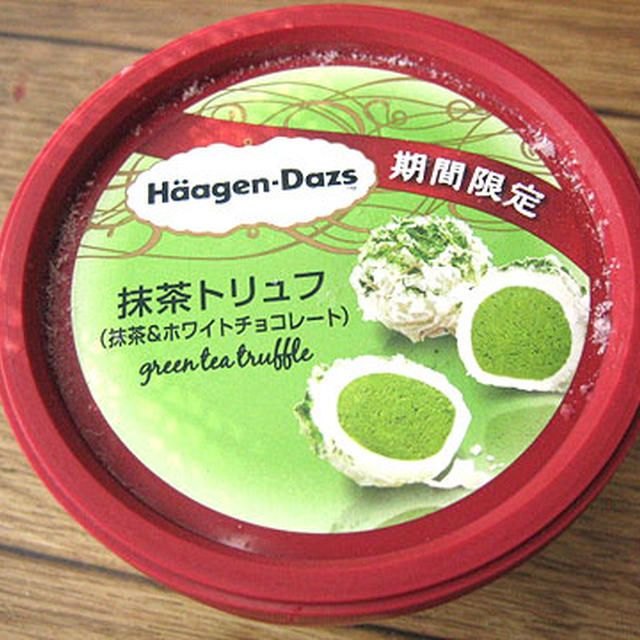 Häagen-Dazs
期間限定
抹茶トリュフ
(抹茶&ホワイトチョコレート)
green tea truffle